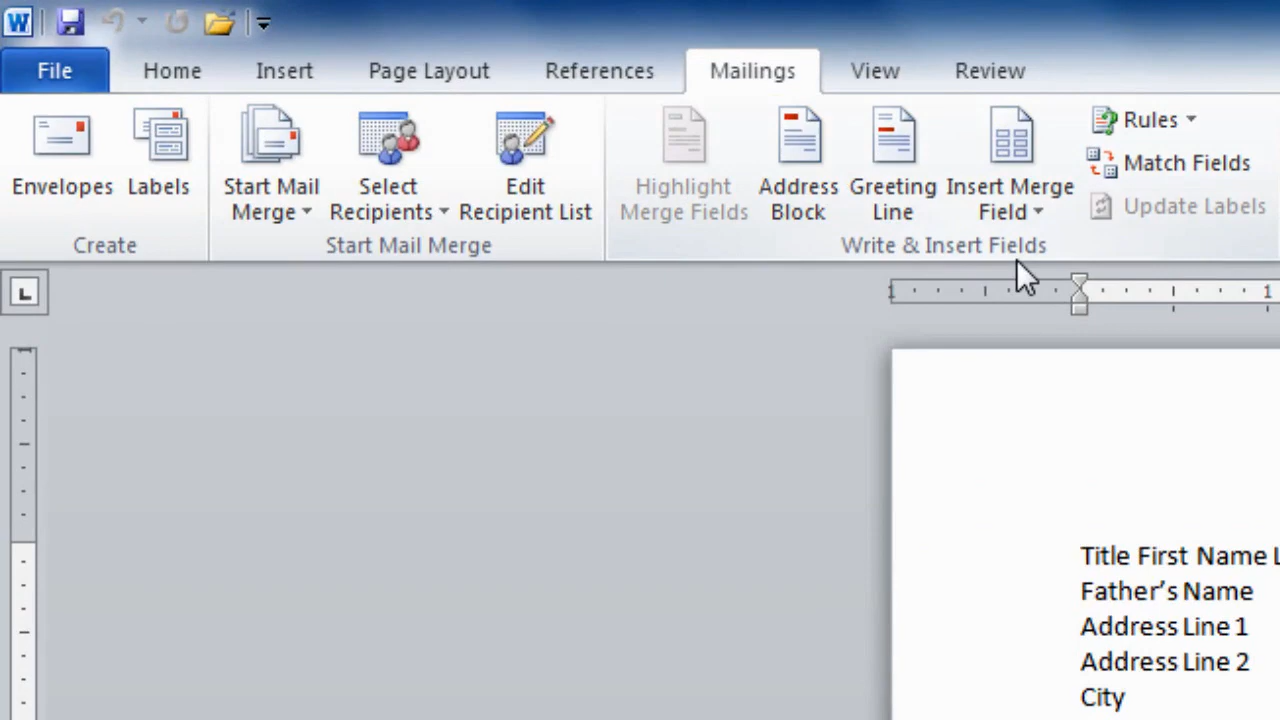 W
File Home Insert Page Layout References Mailings View Review
Envelopes Labels Start Mail Merge Select Recipients Edit Recipient List Highlight Merge Fields Address Block Greeting Line Insert Merge Field Rules
Match Fields
Update Labels
Create Start Mail Merge Write & Insert Fields
1 1
Title First Name L
Father's Name
Address Line 1
Address Line 2
City